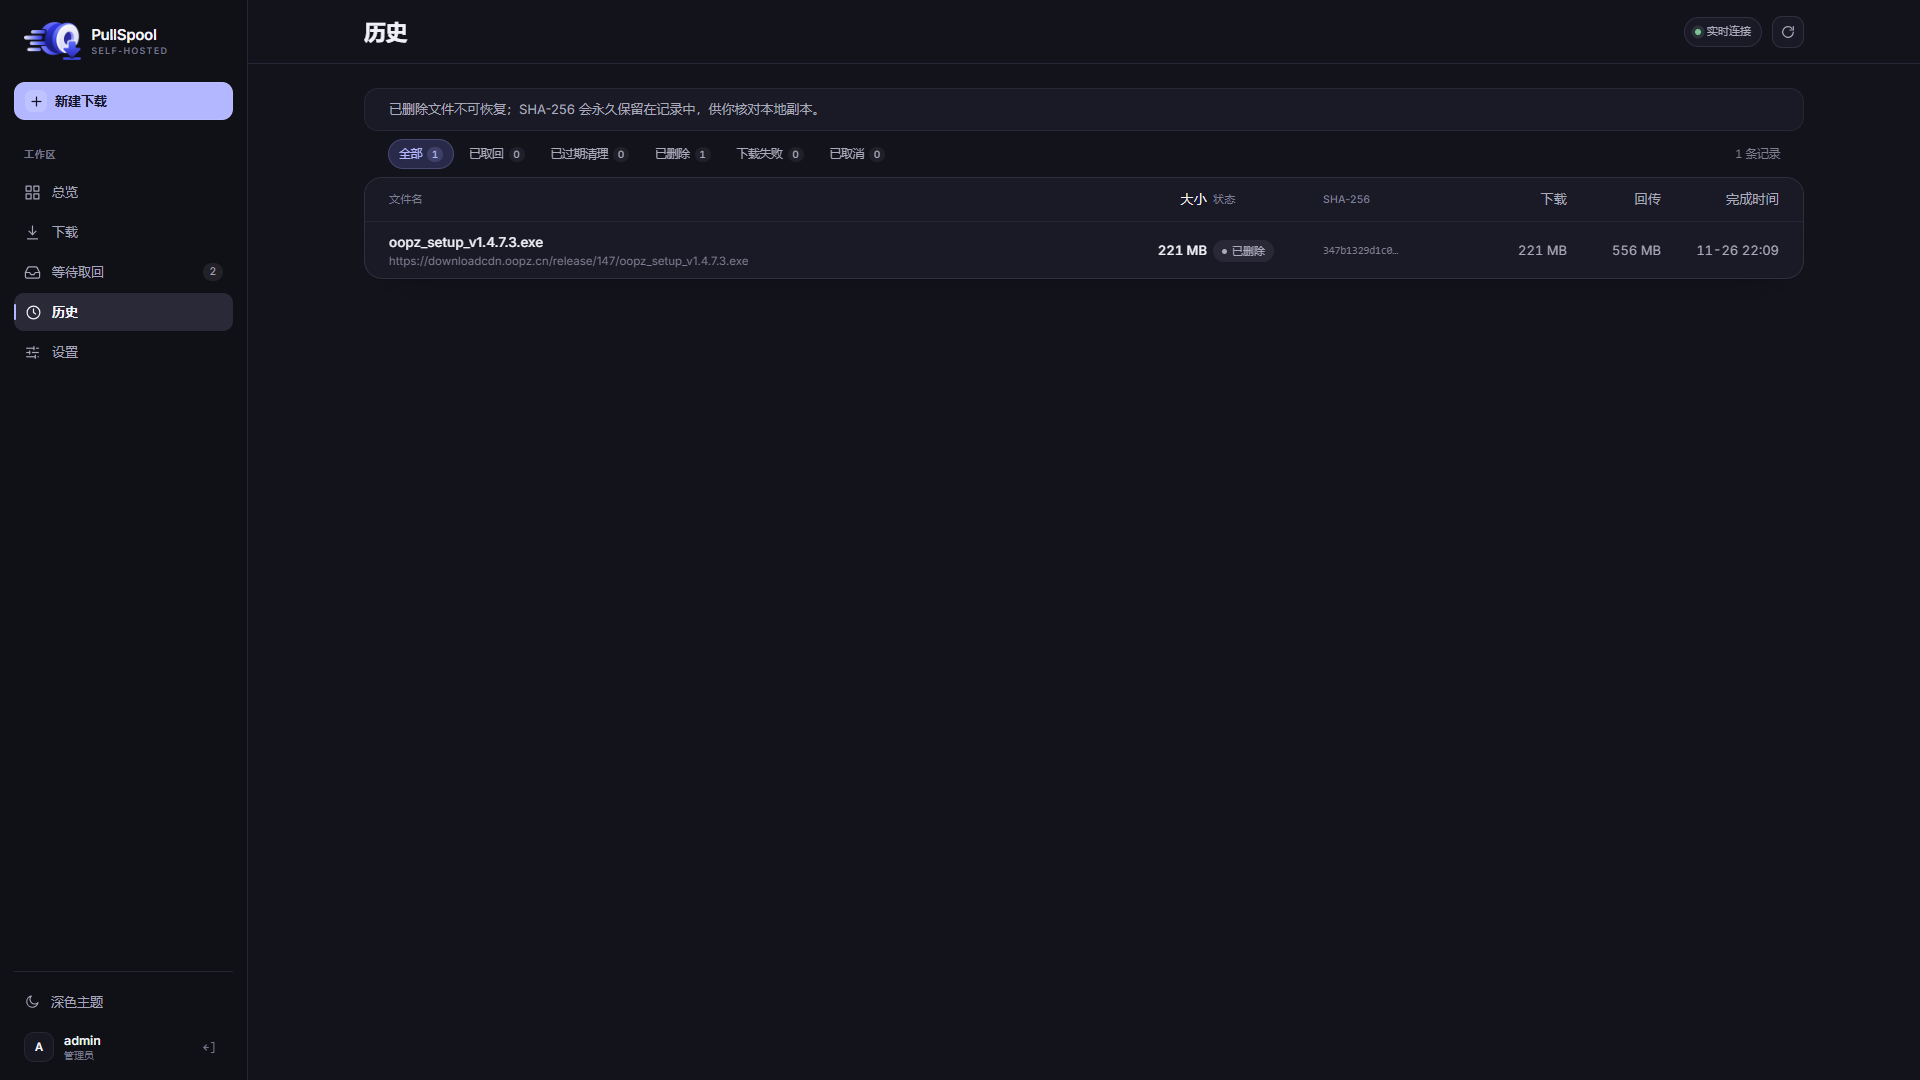 PullSpool
SELF-HOSTED
新建下载
工作区
总览
下载
等待取回 2
历史
设置
深色主题
A
admin
管理员
历史
实时连接
已删除文件不可恢复；SHA-256 会永久保留在记录中，供你核对本地副本。
全部 1 已取回 0 已过期清理 0 已删除 1 下载失败 0 已取消 0 1 条记录
文件名 大小 状态 SHA-256 下载 回传 完成时间
oopz_setup_v1.4.7.3.exe 221 MB 已删除 347b1329d1c0… 221 MB 556 MB 11-26 22:09
https://downloadcdn.oopz.cn/release/147/oopz_setup_v1.4.7.3.exe